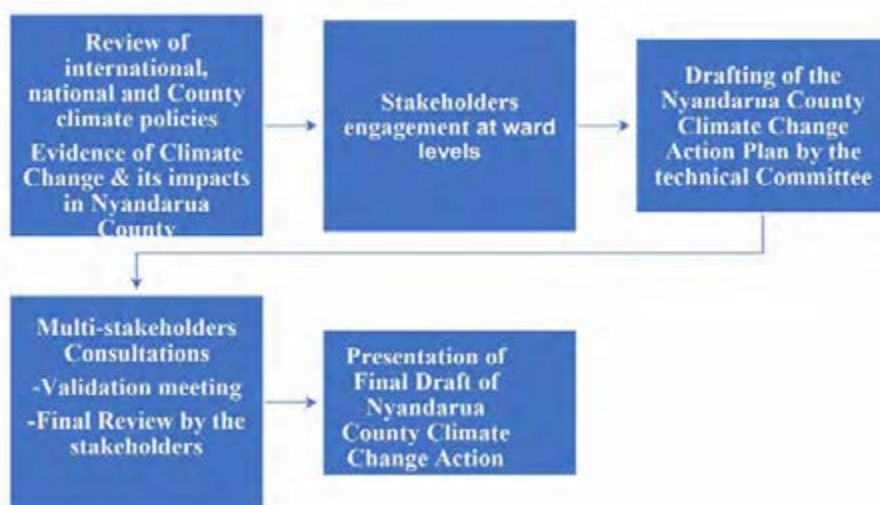 Review of
international,
national and County
climate policies
Evidence of Climate
Change & its impacts
in Nyandarua
County
Stakeholders
engagement at ward
levels
Drafting of the
Nyandarua County
Climate Change
Action Plan by the
technical Committee
Multi-stakeholders
Consultations
-Validation meeting
-Final Review by the
stakeholders
Presentation of
Final Draft of
Nyandarua
County Climate
Change Action